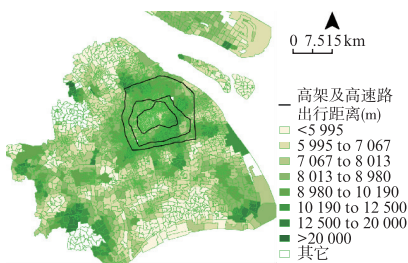 0 7.515 km
高架及高速路
出行距离(m)
<5 995
5 995 to 7 067
7 067 to 8 013
8 013 to 8 980
8 980 to 10 190
10 190 to 12 500
12 500 to 20 000
>20 000
其它